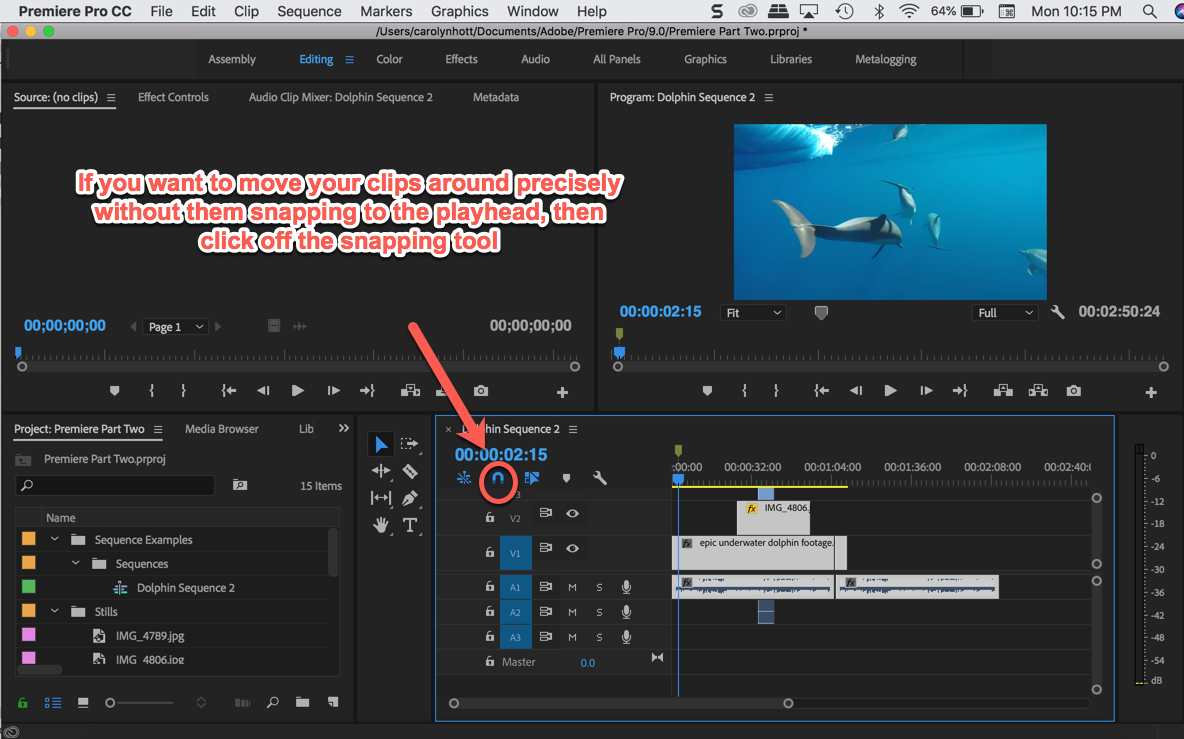 Premiere Pro CC File Edit Clip Sequence Markers Graphics Window Help 64% Mon 10:15 PM
/Users/carolynhott/Documents/Adobe/Premiere Pro/9.0/Premiere Part Two.prproj *
Assembly Editing Color Effects Audio All Panels Graphics Libraries Metalogging
Source: (no clips) Effect Controls Audio Clip Mixer: Dolphin Sequence 2 Metadata
Program: Dolphin Sequence 2
If you want to move your clips around precisely
without them snapping to the playhead, then
click off the snapping tool
00;00;00;00 Page 1 00;00;00;00
00:00:02:15 Fit Full 00:02:50:24
Project: Premiere Part Two Media Browser Lib
Premiere Part Two.prproj
15 Items
Name
Sequence Examples
Sequences
Dolphin Sequence 2
Stills
IMG_4789.jpg
IMG_4806.jpg
Sequence 2
00:00:02:15
:00:00 00:00:32:00 00:01:04:00 00:01:36:00 00:02:08:00 00:02:40:0
V2 fx IMG_4806.
V1 fx epic underwater dolphin footage.
A1 M S fx fx
A2 M S
A3 M S
Master 0.0
0
-6
-12
-18
-24
-30
-36
-42
-48
-54
dB